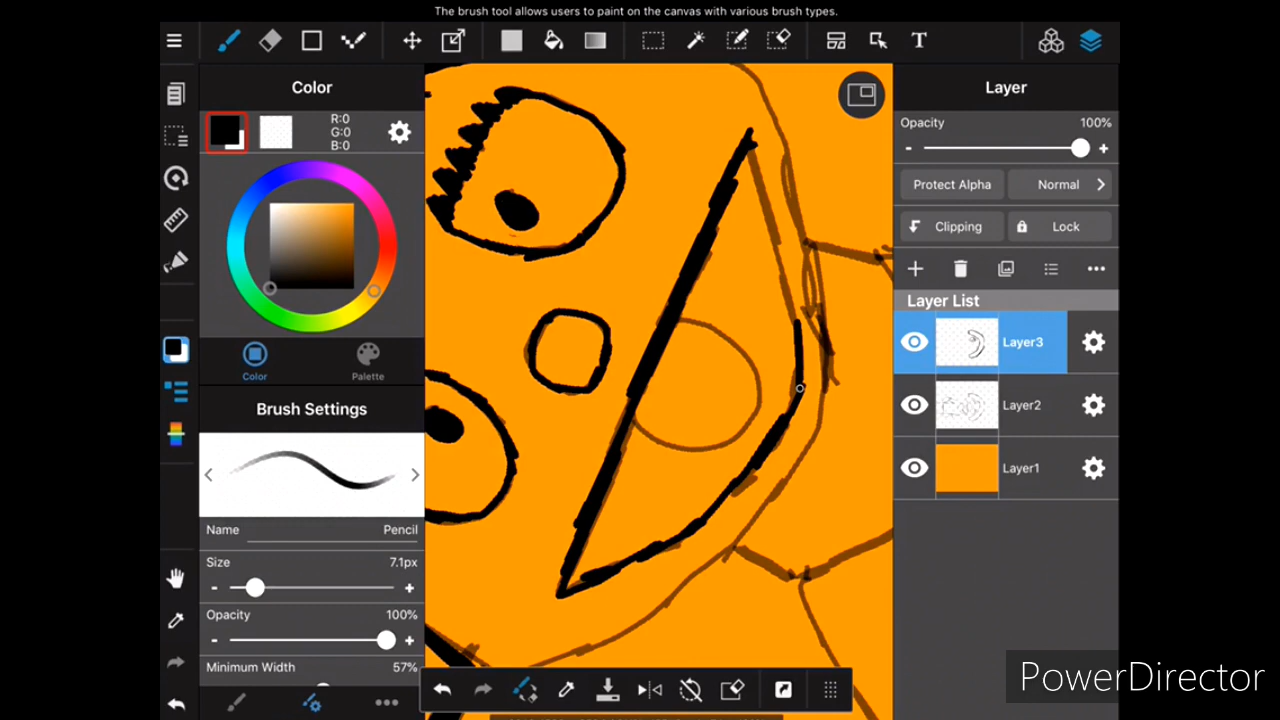 The brush tool allows users to paint on the canvas with various brush types.
T
Color
R:0
G:0
B:0
Color
Palette
Brush Settings
Name Pencil
Size 7.1px
- +
Opacity 100%
- +
Minimum Width 57%
Layer
Opacity 100%
- +
Protect Alpha Normal
Clipping Lock
Layer List
Layer3
Layer2
Layer1
PowerDirector